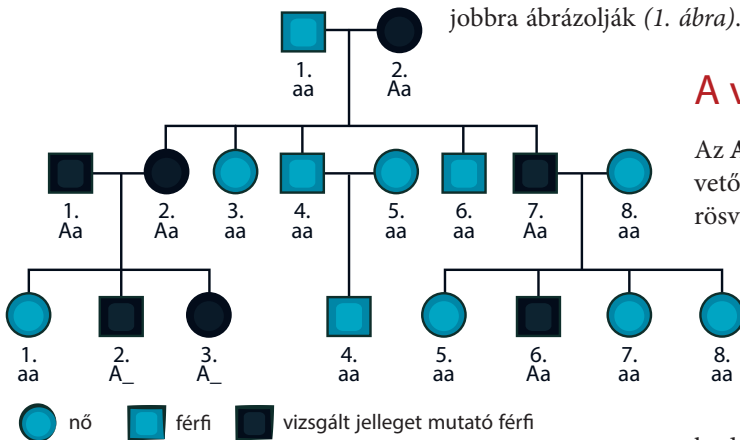 jobbra ábrázolják (1. ábra).
1. 2.
aa Aa
A v
Az A
vető
rösv
1. 2. 3. 4. 5. 6. 7. 8.
Aa Aa aa aa aa aa Aa aa
1. 2. 3. 4. 5. 6. 7. 8.
aa A_ A_ aa aa Aa aa aa
nő férfi vizsgált jelleget mutató férfi